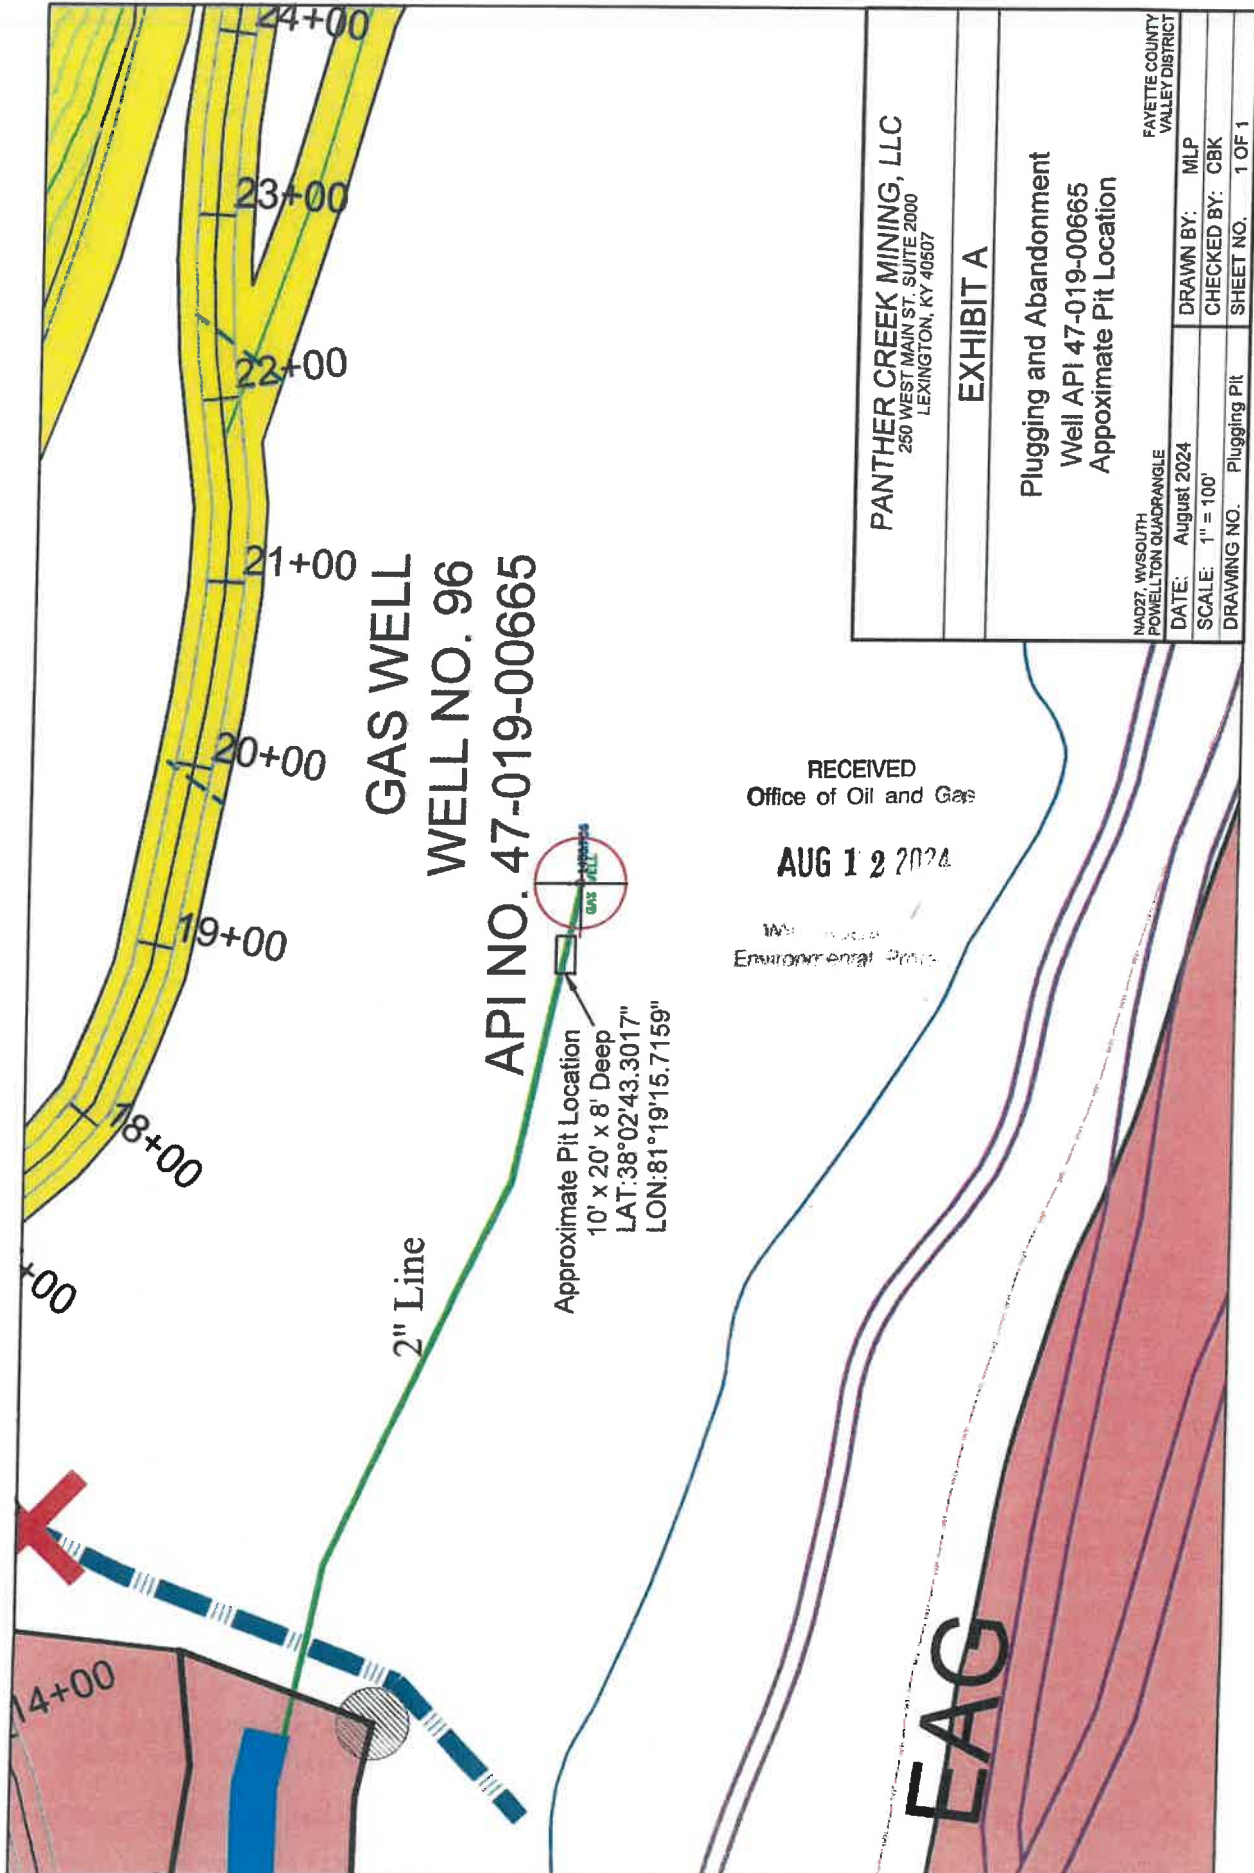 24+00
23+00
22+00
21+00
20+00
19+00
18+00
+00
14+00
GAS WELL
WELL NO. 96
API NO. 47-019-00665
GAS WELL
2" Line
Approximate Pit Location
10' x 20' x 8' Deep
LAT:38°02'43.3017"
LON:81°19'15.7159"
RECEIVED
Office of Oil and Gas
AUG 12 2024
Environmental
EAG
PANTHER CREEK MINING, LLC
250 WEST MAIN ST. SUITE 2000
LEXINGTON, KY 40507
EXHIBIT A
Plugging and Abandonment
Well API 47-019-00665
Appoximate Pit Location
NAD27, WVSOUTH
POWELLTON QUADRANGLE
FAYETTE COUNTY
VALLEY DISTRICT
DATE: August 2024
DRAWN BY: MLP
SCALE: 1" = 100'
CHECKED BY: CBK
DRAWING NO. Plugging Pit
SHEET NO. 1 OF 1